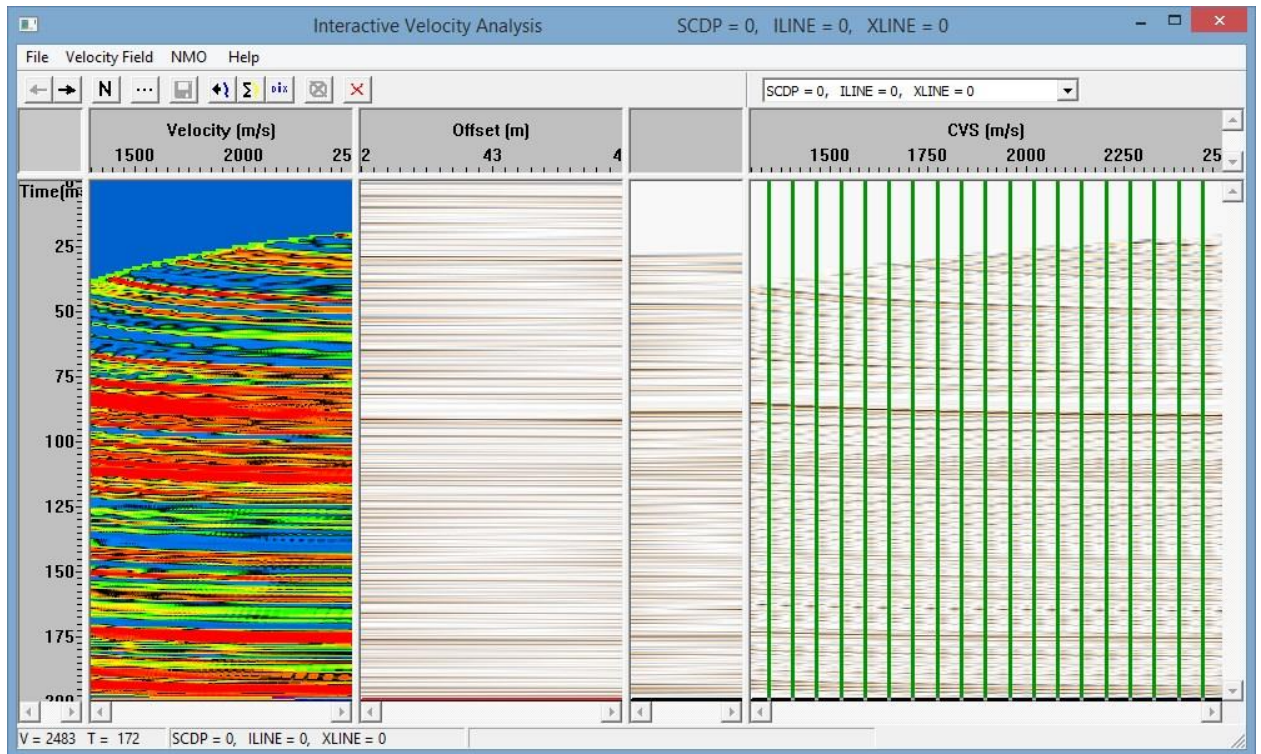 Interactive Velocity Analysis SCDP = 0, ILINE = 0, XLINE = 0
File Velocity Field NMO Help
N ... Σ Dix SCDP = 0, ILINE = 0, XLINE = 0
Velocity (m/s) Offset (m) CVS (m/s)
1500 2000 25 2 43 4 1500 1750 2000 2250 25
25
50
75
100
125
150
175
200
V = 2483 T = 172 SCDP = 0, ILINE = 0, XLINE = 0